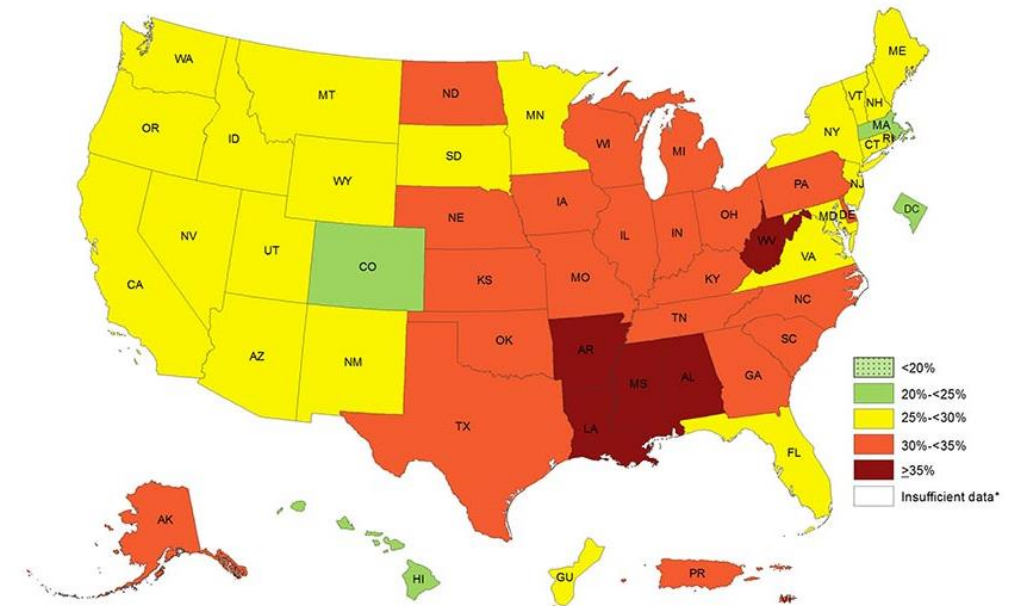 WA
ME
MT
ND
VT
NH
MN
OR
ID
MA
RI
NY
WI
CT
SD
MI
WY
PA
NJ
IA
NE
OH
DC
MD
DE
NV
IL
IN
WV
UT
VA
CO
KS
MO
KY
CA
NC
TN
OK
SC
AR
AZ
NM
GA
MS
AL
<20%
20%-<25%
25%-<30%
TX
LA
30%-<35%
FL
≥35%
Insufficient data*
AK
HI
GU
PR
VI